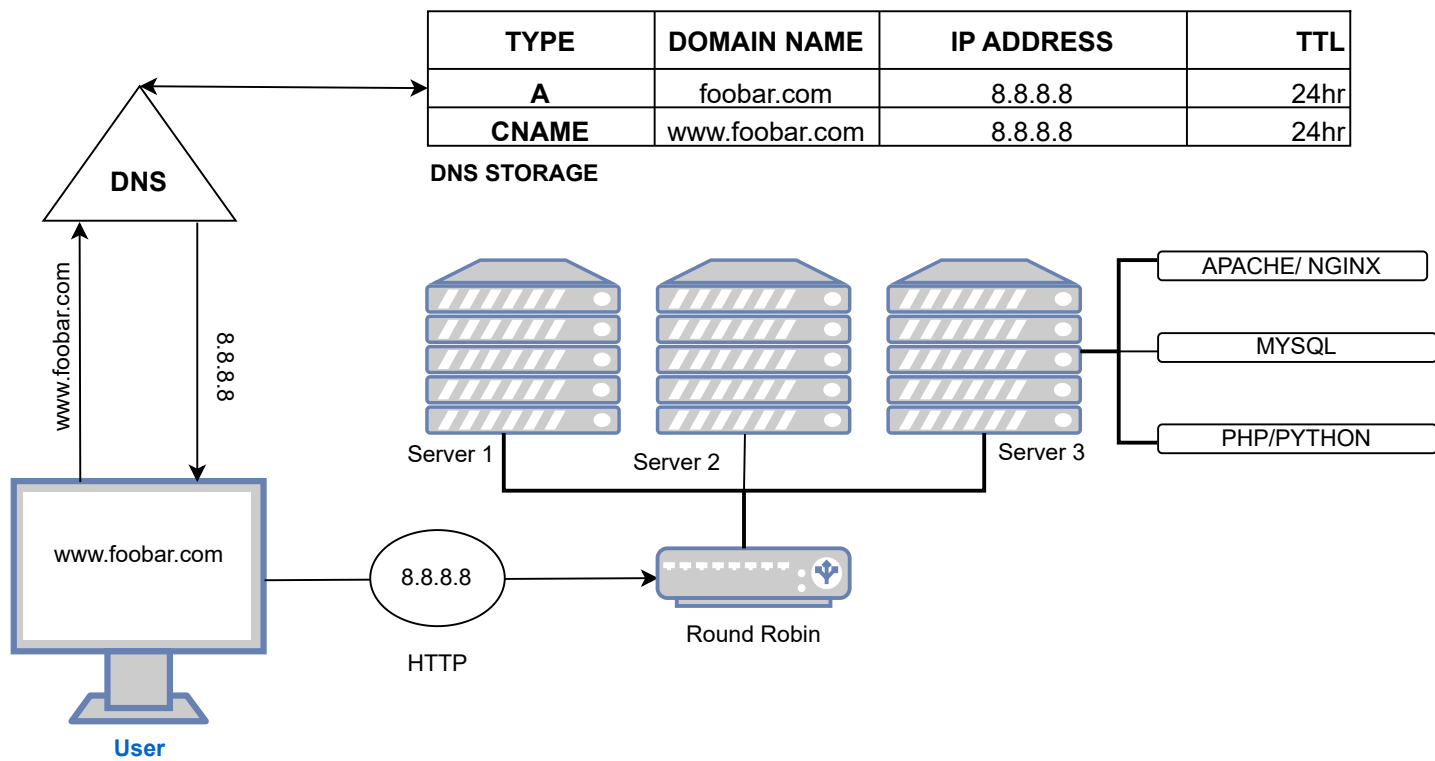 TYPE DOMAIN NAME IP ADDRESS TTL
A foobar.com 8.8.8.8 24hr
CNAME www.foobar.com 8.8.8.8 24hr
DNS STORAGE
DNS
www.foobar.com
8.8.8.8
APACHE/ NGINX
MYSQL
PHP/PYTHON
Server 1
Server 2
Server 3
www.foobar.com
8.8.8.8
HTTP
Round Robin
User